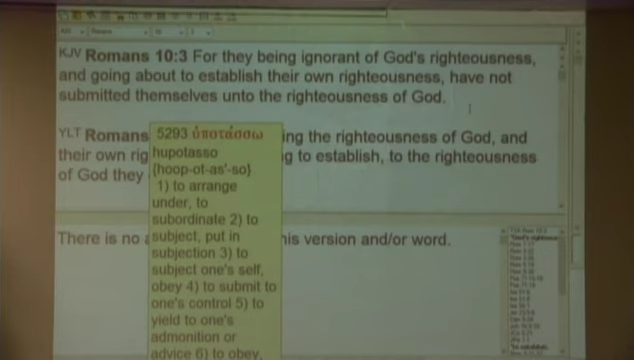 KJV Romans 10:3 For they being ignorant of God's righteousness,
and going about to establish their own righteousness, have not
submitted themselves unto the righteousness of God.
YLT Romans ing the righteousness of God, and
their own rig g to establish, to the righteousness
of God they
5293 ὑποτάσσω
hupotasso
{hoop-ot-as'-so}
1) to arrange
under, to
subordinate 2) to
subject, put in
subjection 3) to
subject one's self,
obey 4) to submit to
one's control 5) to
yield to one's
admonition or
advice 6) to obey,
There is no a his version and/or word.